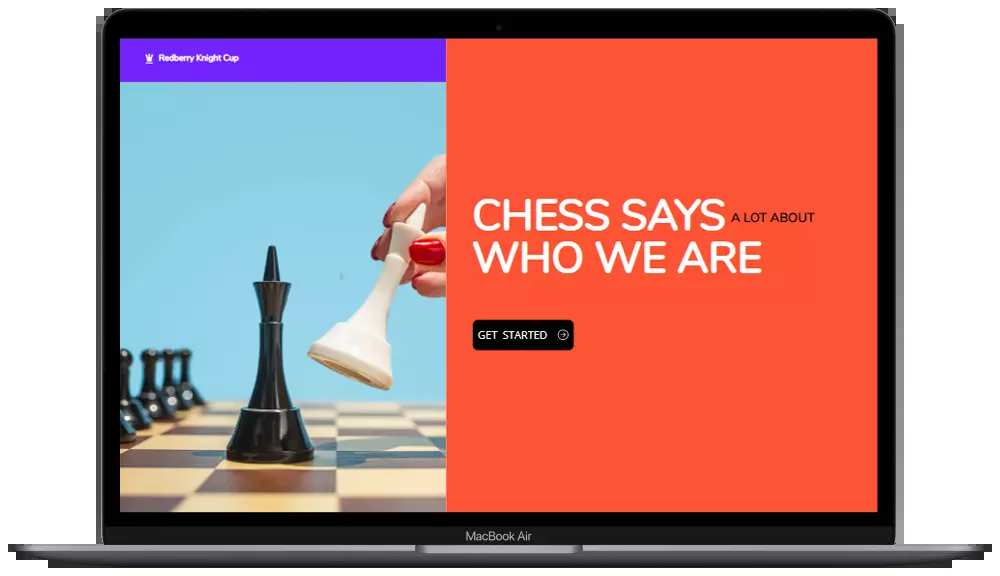 Redberry Knight Cup
CHESS SAYS A LOT ABOUT
WHO WE ARE
GET STARTED
MacBook Air